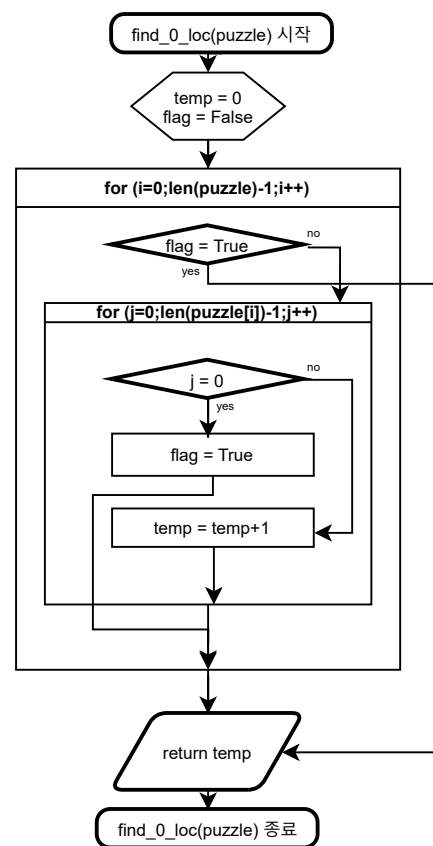 find_0_loc(puzzle) 시작
temp = 0
flag = False
for (i=0;len(puzzle)-1;i++)
flag = True
no
yes
for (j=0;len(puzzle[i])-1;j++)
j = 0
no
yes
flag = True
temp = temp+1
return temp
find_0_loc(puzzle) 종료